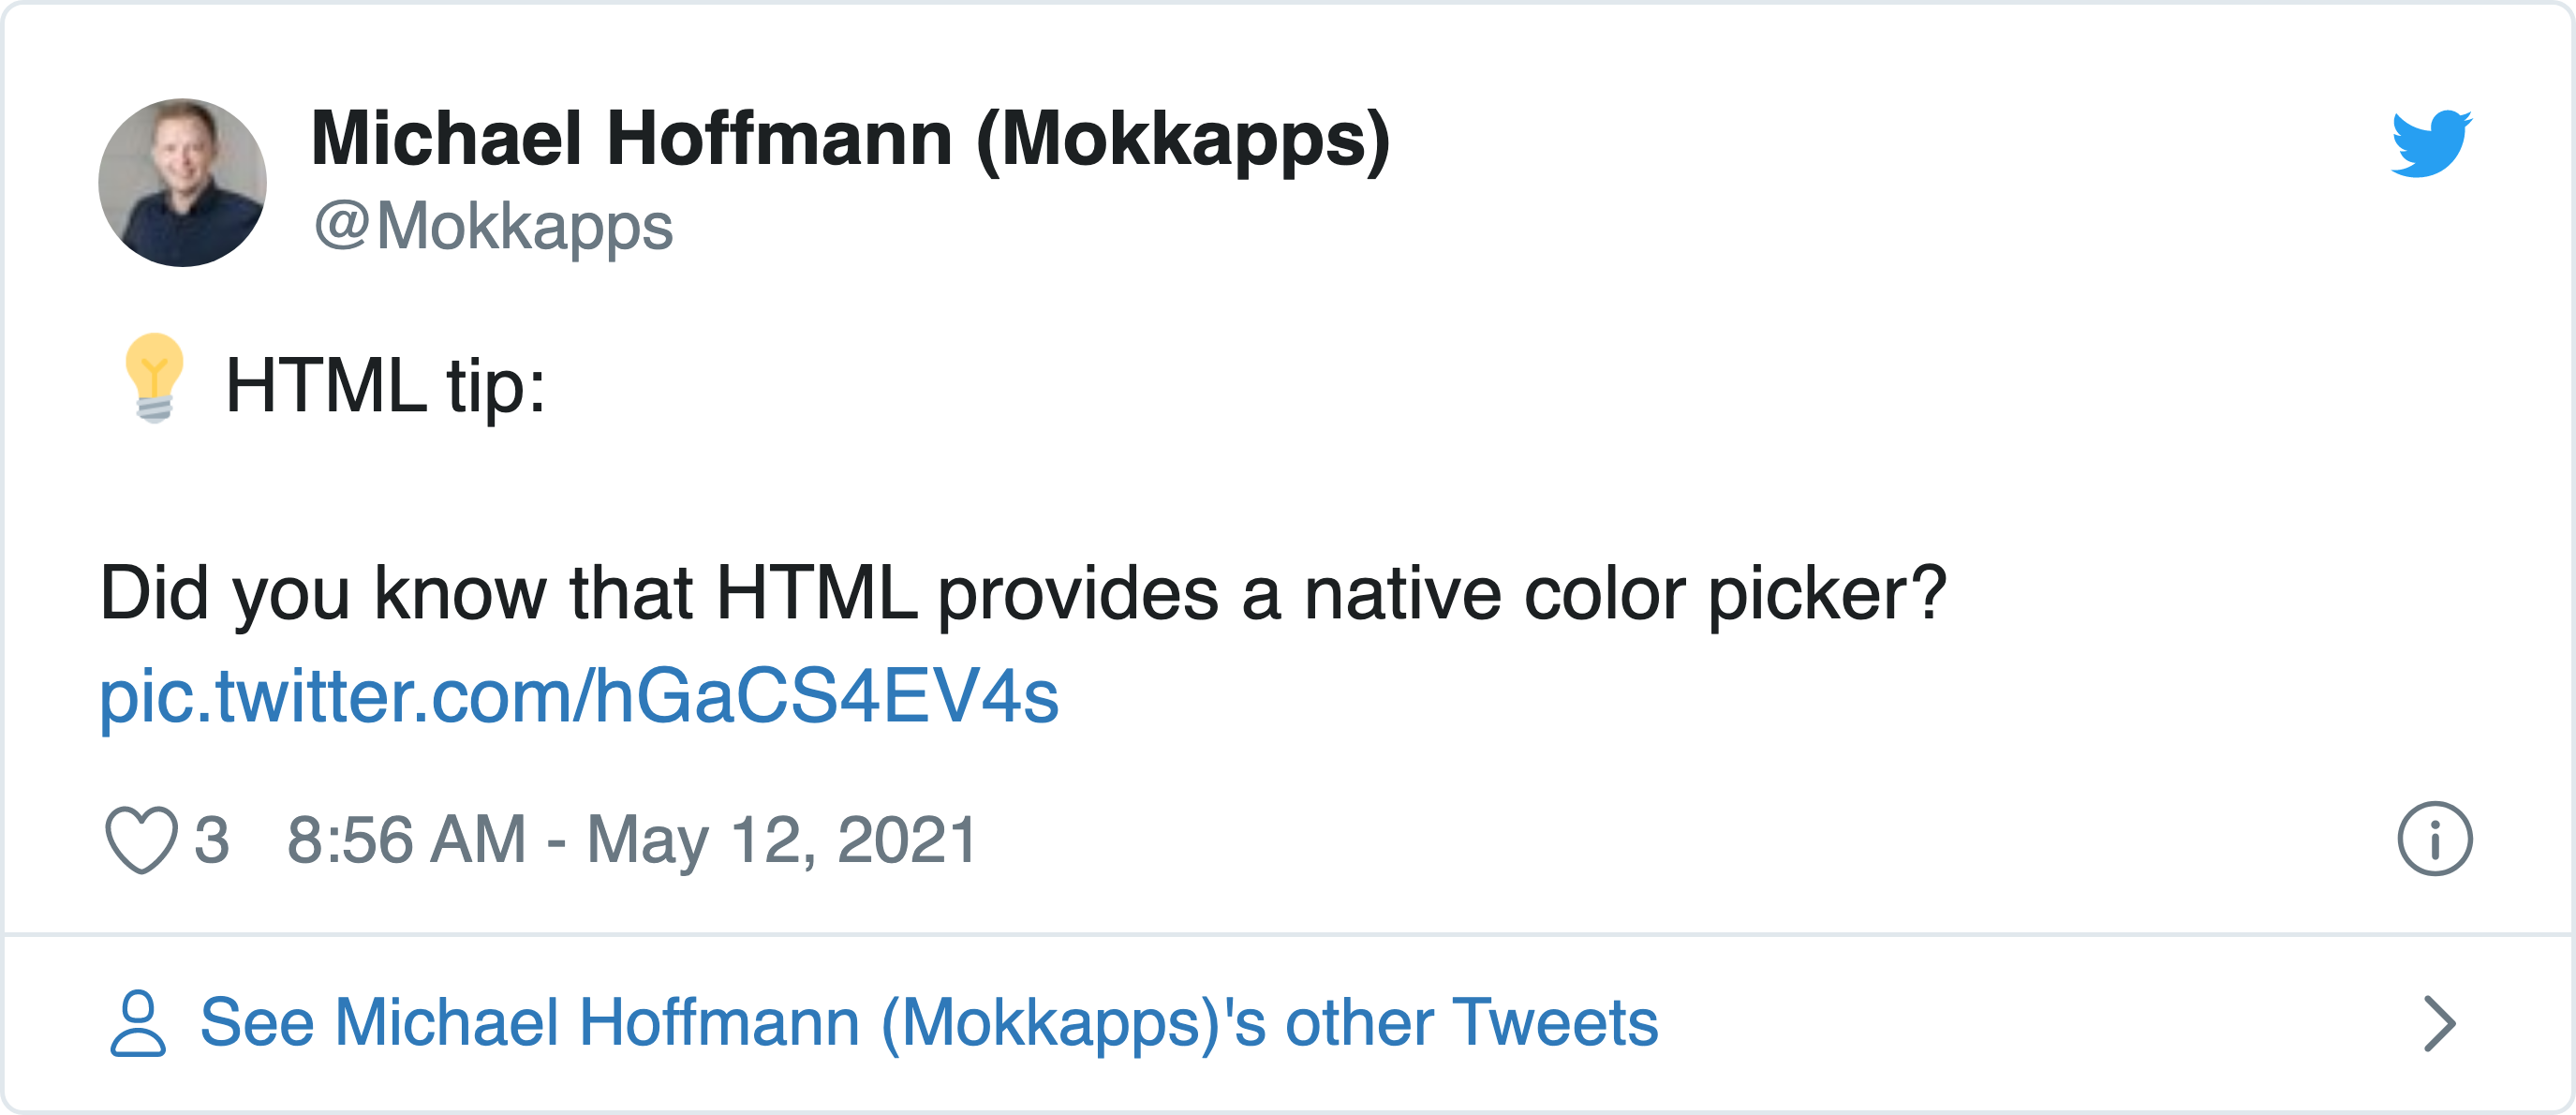 Michael Hoffmann (Mokkapps)
@Mokkapps
💡 HTML tip:
Did you know that HTML provides a native color picker?
pic.twitter.com/hGaCS4EV4s
3 8:56 AM - May 12, 2021
See Michael Hoffmann (Mokkapps)'s other Tweets